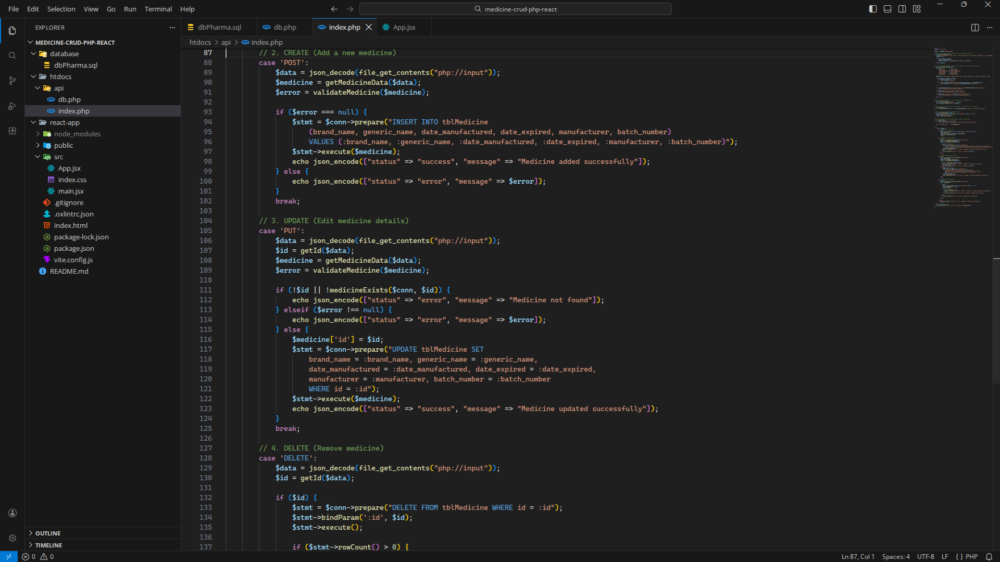 File Edit Selection View Go Run Terminal Help
medicine-crud-php-react
EXPLORER
MEDICINE-CRUD-PHP-REACT
database
dbPharma.sql
htdocs
api
db.php
index.php
react-app
node_modules
public
src
App.jsx
index.css
main.jsx
.gitignore
.oxlintrc.json
index.html
package-lock.json
package.json
vite.config.js
README.md
OUTLINE
TIMELINE
dbPharma.sql db.php index.php App.jsx
htdocs > api > index.php
87 // 2. CREATE (Add a new medicine)
88 case 'POST':
89 $data = json_decode(file_get_contents("php://input"));
90 $medicine = getMedicineData($data);
91 $error = validateMedicine($medicine);
92
93 if ($error === null) {
94 $stmt = $conn->prepare("INSERT INTO tblMedicine
95 (brand_name, generic_name, date_manufactured, date_expired, manufacturer, batch_number)
96 VALUES (:brand_name, :generic_name, :date_manufactured, :date_expired, :manufacturer, :batch_number)");
97 $stmt->execute($medicine);
98 echo json_encode(["status" => "success", "message" => "Medicine added successfully"]);
99 } else {
100 echo json_encode(["status" => "error", "message" => $error]);
101 }
102 break;
103
104 // 3. UPDATE (Edit medicine details)
105 case 'PUT':
106 $data = json_decode(file_get_contents("php://input"));
107 $id = getId($data);
108 $medicine = getMedicineData($data);
109 $error = validateMedicine($medicine);
110
111 if (!$id || !medicineExists($conn, $id)) {
112 echo json_encode(["status" => "error", "message" => "Medicine not found"]);
113 } elseif ($error !== null) {
114 echo json_encode(["status" => "error", "message" => $error]);
115 } else {
116 $medicine['id'] = $id;
117 $stmt = $conn->prepare("UPDATE tblMedicine SET
118 brand_name = :brand_name, generic_name = :generic_name,
119 date_manufactured = :date_manufactured, date_expired = :date_expired,
120 manufacturer = :manufacturer, batch_number = :batch_number
121 WHERE id = :id");
122 $stmt->execute($medicine);
123 echo json_encode(["status" => "success", "message" => "Medicine updated successfully"]);
124 }
125 break;
126
127 // 4. DELETE (Remove medicine)
128 case 'DELETE':
129 $data = json_decode(file_get_contents("php://input"));
130 $id = getId($data);
131
132 if ($id) {
133 $stmt = $conn->prepare("DELETE FROM tblMedicine WHERE id = :id");
134 $stmt->bindParam(':id', $id);
135 $stmt->execute();
136
137 if ($stmt->rowCount() > 0) {
0 0
Ln 87, Col 1 Spaces: 4 UTF-8 LF { } PHP